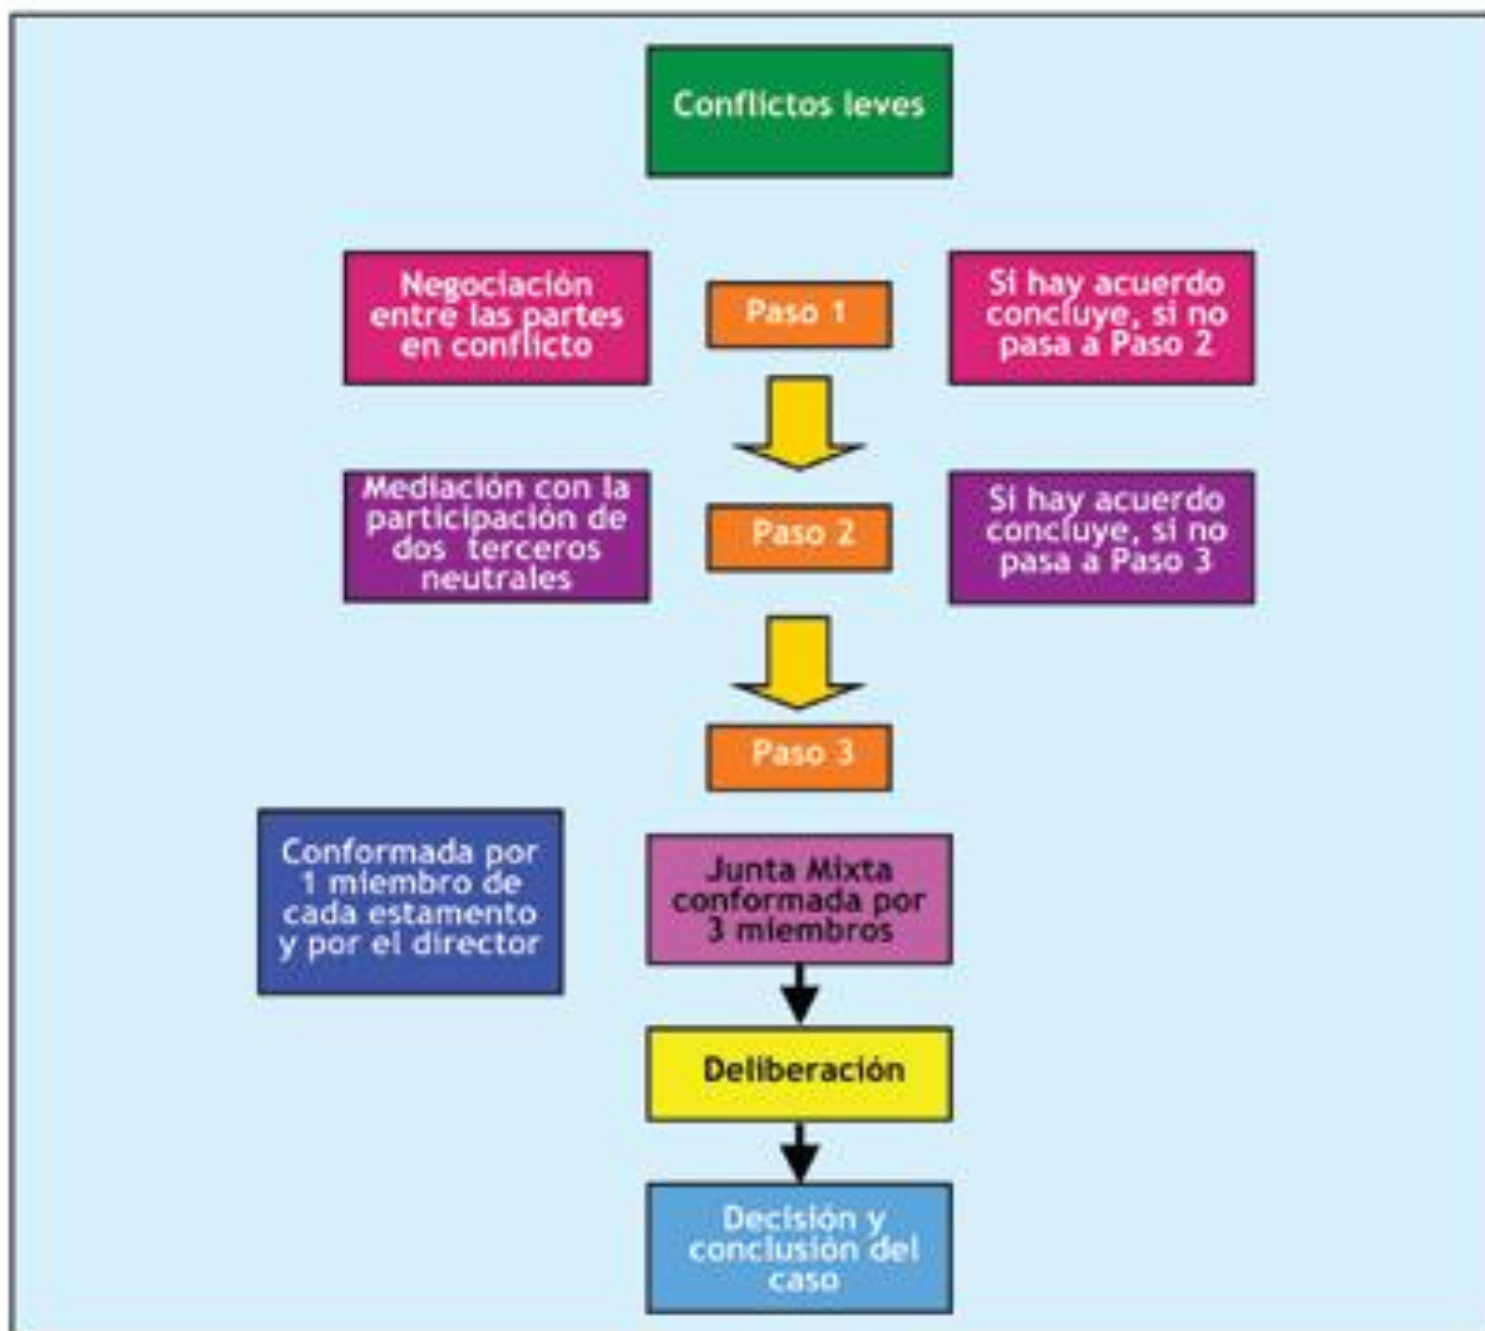 Conflictos leves
Negociación
entre las partes
en conflicto
Paso 1
Si hay acuerdo
concluye, si no
pasa a Paso 2
Mediación con la
participación de
dos terceros
neutrales
Paso 2
Si hay acuerdo
concluye, si no
pasa a Paso 3
Paso 3
Conformada por
1 miembro de
cada estamento
y por el director
Junta Mixta
conformada por
3 miembros
Deliberación
Decisión y
conclusión del
caso